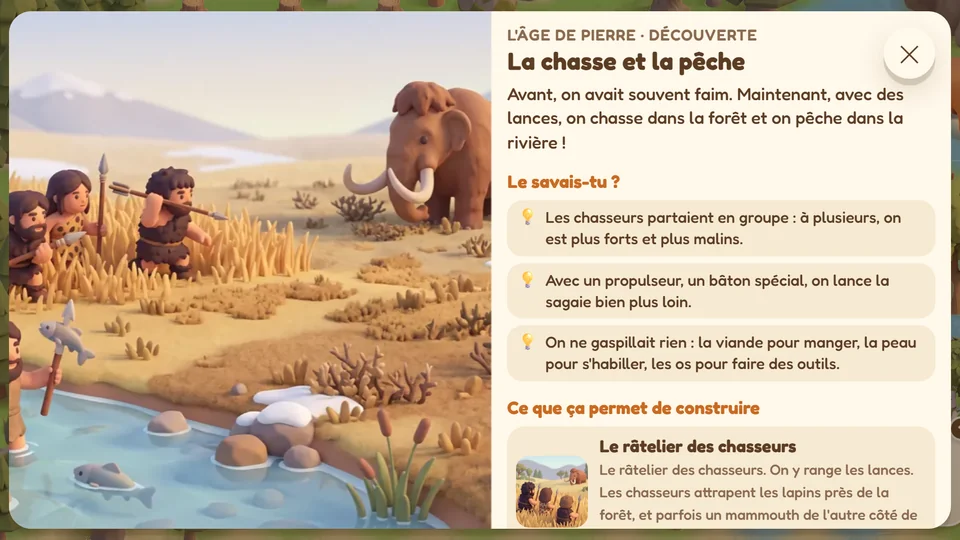 L'ÂGE DE PIERRE · DÉCOUVERTE
La chasse et la pêche
Avant, on avait souvent faim. Maintenant, avec des
lances, on chasse dans la forêt et on pêche dans la
rivière !
Le savais-tu ?
Les chasseurs partaient en groupe : à plusieurs, on
est plus forts et plus malins.
Avec un propulseur, un bâton spécial, on lance la
sagaie bien plus loin.
On ne gaspillait rien : la viande pour manger, la peau
pour s'habiller, les os pour faire des outils.
Ce que ça permet de construire
Le râtelier des chasseurs
Le râtelier des chasseurs. On y range les lances.
Les chasseurs attrapent les lapins près de la
forêt, et parfois un mammouth de l'autre côté de